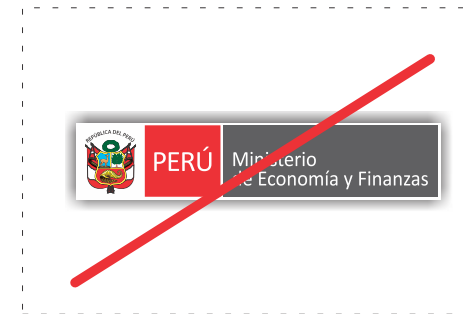 REPÚBLICA DEL PERÚ
PERÚ
Ministerio
de Economía y Finanzas